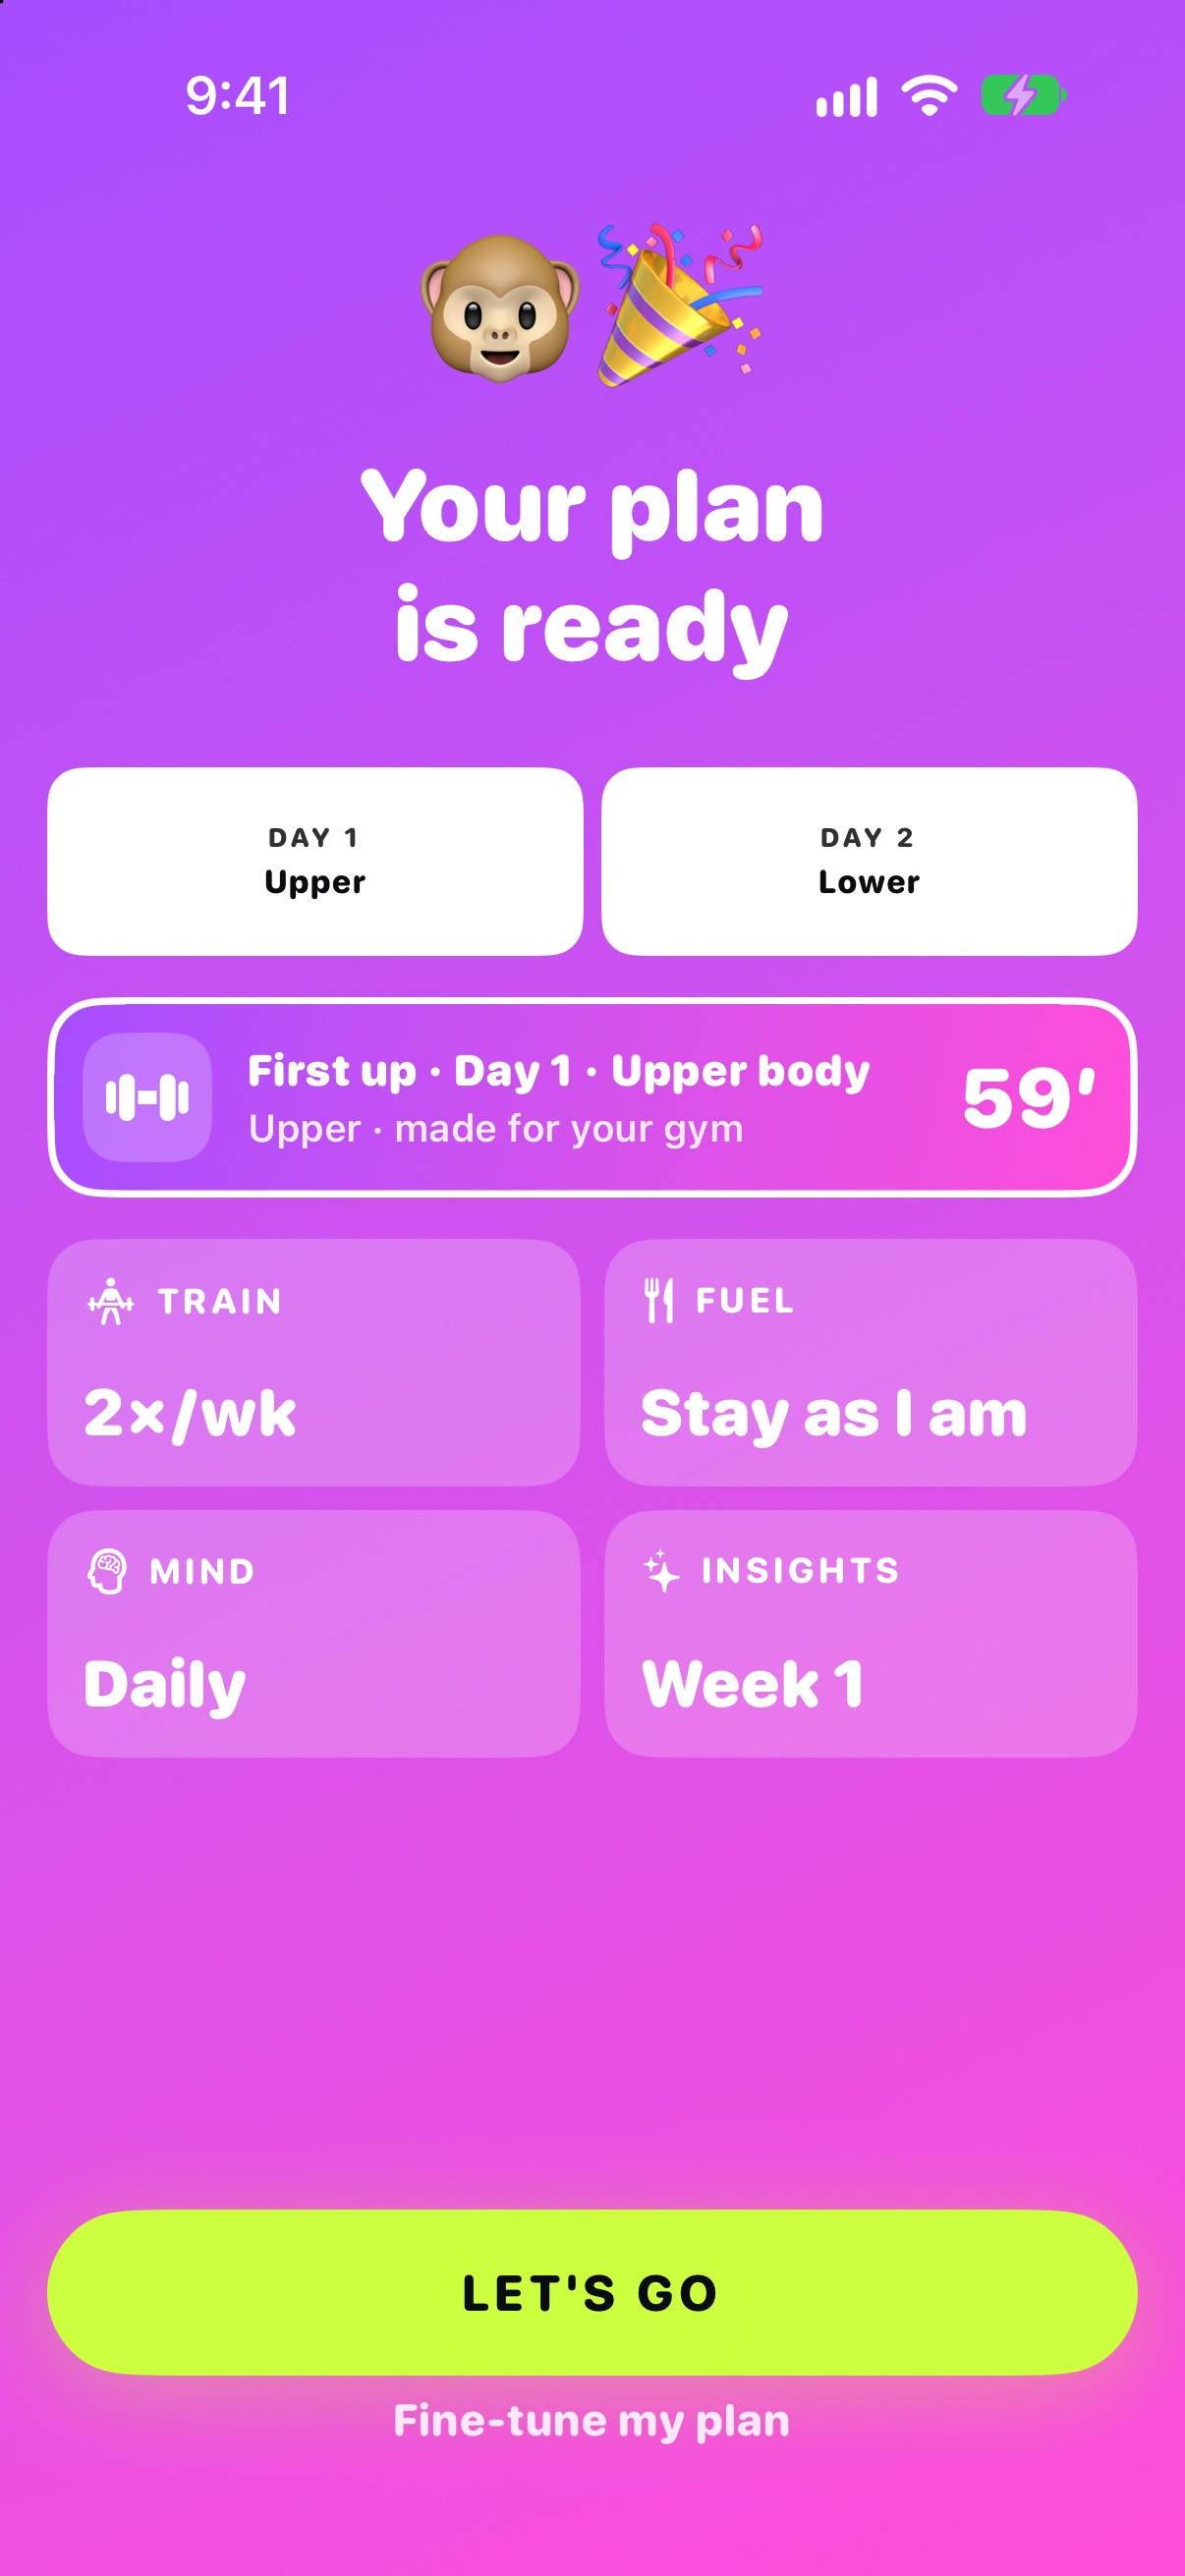 9:41
Your plan
is ready
DAY 1
Upper
DAY 2
Lower
First up · Day 1 · Upper body
Upper · made for your gym
59′
TRAIN
2×/wk
FUEL
Stay as I am
MIND
Daily
INSIGHTS
Week 1
LET'S GO
Fine-tune my plan